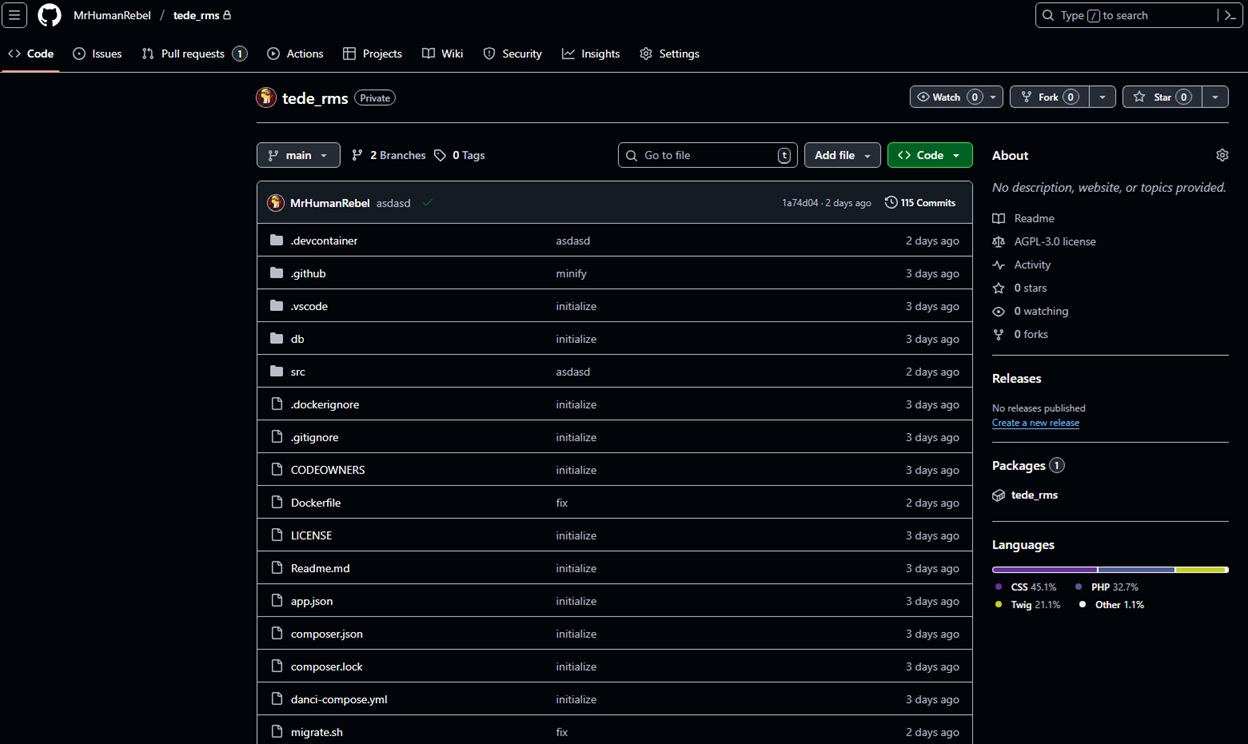 MrHumanRebel / tede_rms
Type / to search
Code Issues Pull requests 1 Actions Projects Wiki Security Insights Settings
tede_rms Private
Watch 0 Fork 0 Star 0
main 2 Branches 0 Tags Go to file t Add file Code
MrHumanRebel asdasd 1a74d04 · 2 days ago 115 Commits
.devcontainer asdasd 2 days ago
.github minify 3 days ago
.vscode initialize 3 days ago
db initialize 3 days ago
src asdasd 2 days ago
.dockerignore initialize 3 days ago
.gitignore initialize 3 days ago
CODEOWNERS initialize 3 days ago
Dockerfile fix 2 days ago
LICENSE initialize 3 days ago
Readme.md initialize 3 days ago
app.json initialize 3 days ago
composer.json initialize 3 days ago
composer.lock initialize 3 days ago
danci-compose.yml initialize 3 days ago
migrate.sh fix 2 days ago
About
No description, website, or topics provided.
Readme
AGPL-3.0 license
Activity
0 stars
0 watching
0 forks
Releases
No releases published
Create a new release
Packages 1
tede_rms
Languages
CSS 45.1% PHP 32.7%
Twig 21.1% Other 1.1%